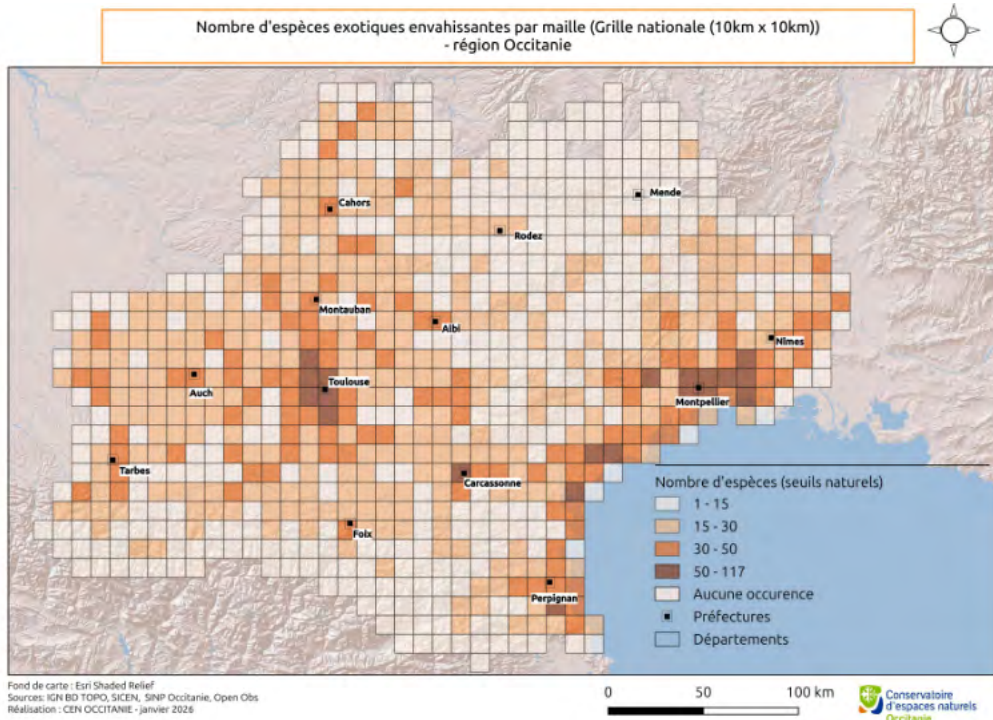 Nombre d'espèces exotiques envahissantes par maille (Grille nationale (10km x 10km))
- région Occitanie
Mende
Cahors
Rodez
Montauban
Albi
Nîmes
Auch
Toulouse
Montpellier
Tarbes
Carcassonne
Foix
Perpignan
Nombre d'espèces (seuils naturels)
1 - 15
15 - 30
30 - 50
50 - 117
Aucune occurence
Préfectures
Départements
Fond de carte : Esri Shaded Relief
Sources: IGN BD TOPO, SICEN, SINP Occitanie, Open Obs
Réalisation : CEN OCCITANIE - janvier 2026
0 50 100 km
Conservatoire
d'espaces naturels
Occitanie